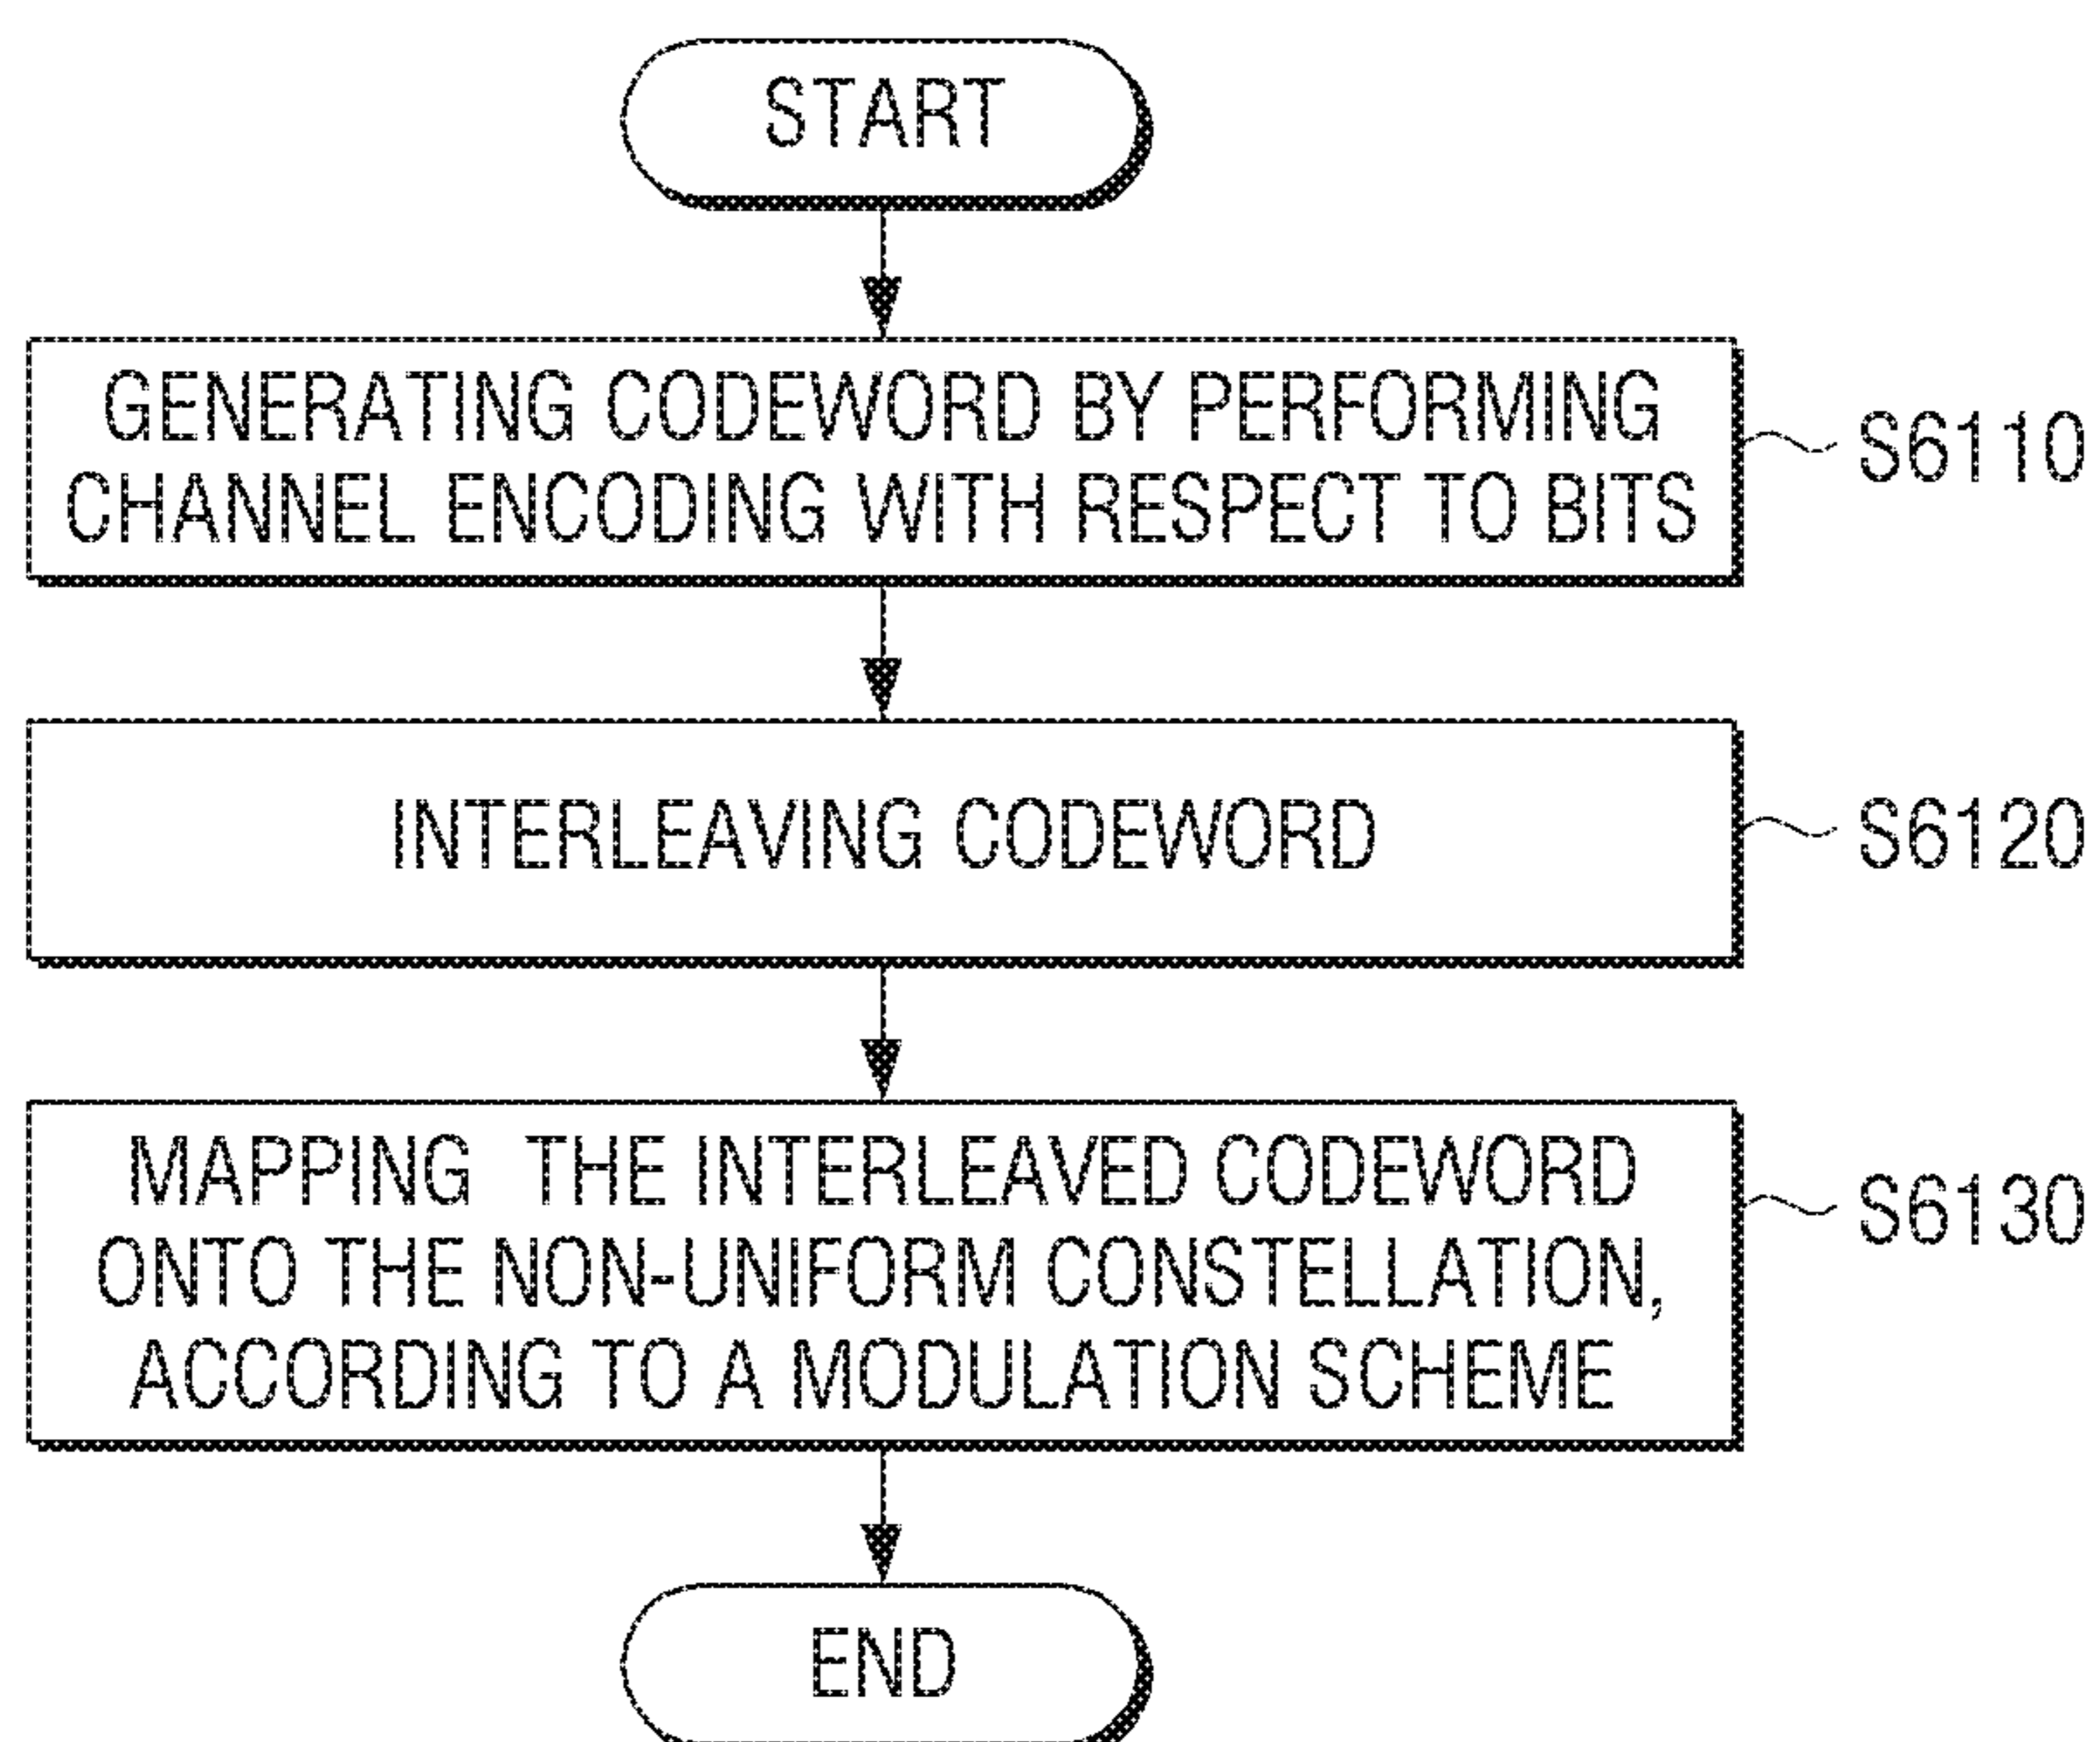 START
GENERATING CODEWORD BY PERFORMING
CHANNEL ENCODING WITH RESPECT TO BITS
S6110
INTERLEAVING CODEWORD
S6120
MAPPING THE INTERLEAVED CODEWORD
ONTO THE NON-UNIFORM CONSTELLATION,
ACCORDING TO A MODULATION SCHEME
S6130
END